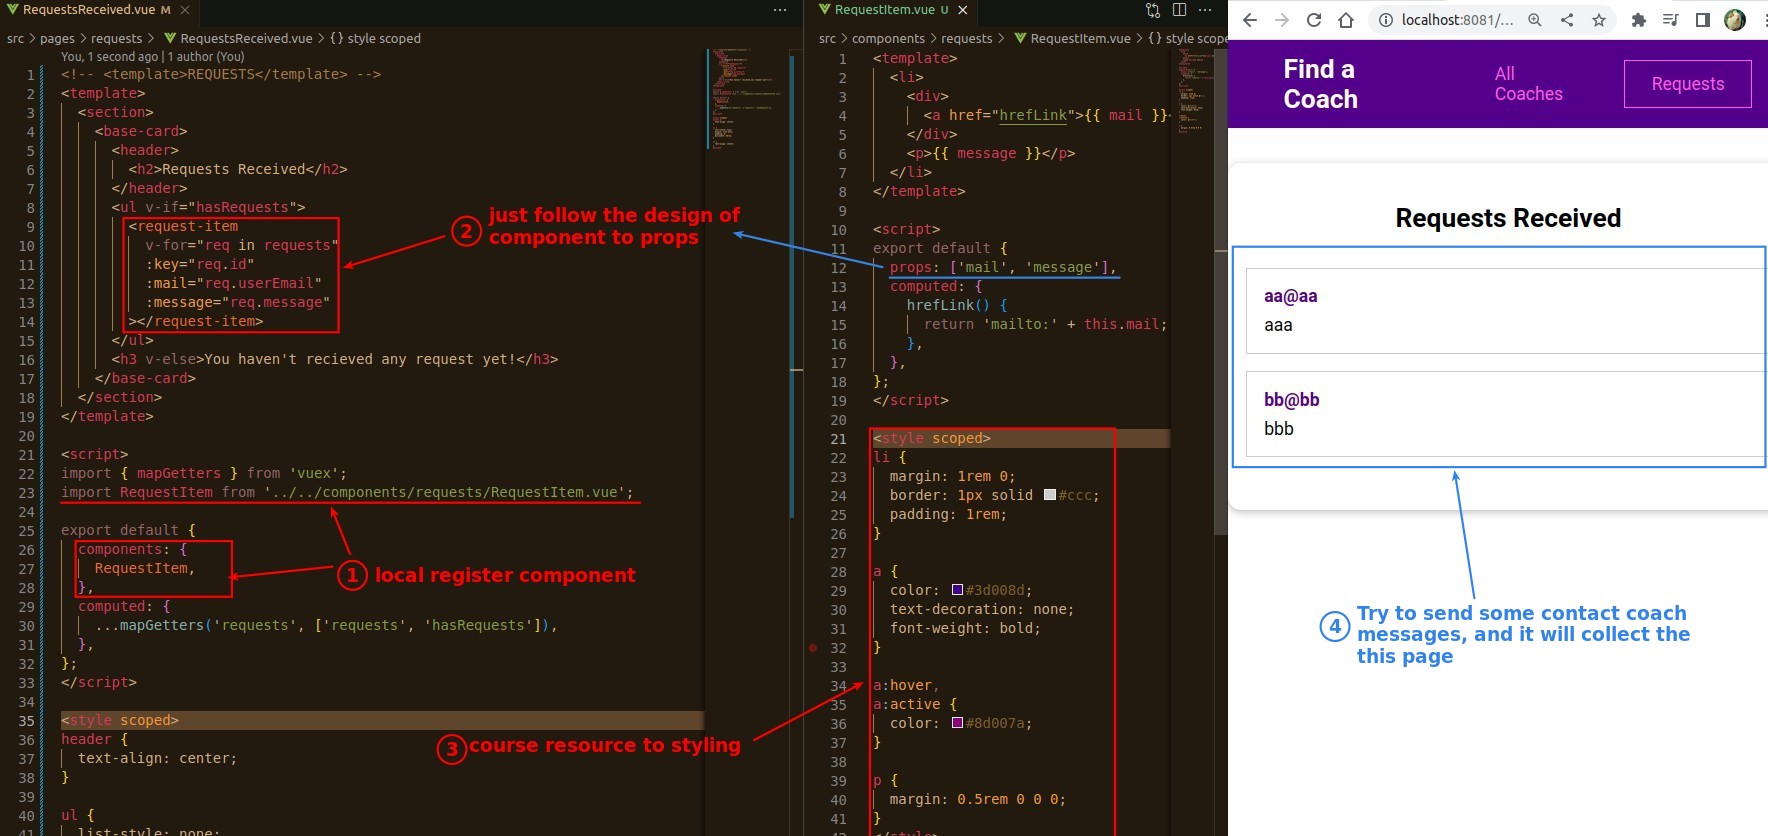 RequestsReceived.vue M
src > pages > requests > RequestsReceived.vue > {} style scoped
You, 1 second ago | 1 author (You)
1 <!-- <template>REQUESTS</template> -->
2 <template>
3 <section>
4 <base-card>
5 <header>
6 <h2>Requests Received</h2>
7 </header>
8 <ul v-if="hasRequests">
9 <request-item
10 v-for="req in requests"
11 :key="req.id"
12 :mail="req.userEmail"
13 :message="req.message"
14 ></request-item>
15 </ul>
16 <h3 v-else>You haven't recieved any request yet!</h3>
17 </base-card>
18 </section>
19 </template>
20
21 <script>
22 import { mapGetters } from 'vuex';
23 import RequestItem from '../../components/requests/RequestItem.vue';
24
25 export default {
26 components: {
27 RequestItem,
28 },
29 computed: {
30 ...mapGetters('requests', ['requests', 'hasRequests']),
31 },
32 };
33 </script>
34
35 <style scoped>
36 header {
37 text-align: center;
38 }
39
40 ul {
41 list-style: none;
② just follow the design of
component to props
① local register component
③ course resource to styling
RequestItem.vue U
src > components > requests > RequestItem.vue > {} style scope
1 <template>
2 <li>
3 <div>
4 <a href="hrefLink">{{ mail }}<
5 </div>
6 <p>{{ message }}</p>
7 </li>
8 </template>
9
10 <script>
11 export default {
12 props: ['mail', 'message'],
13 computed: {
14 hrefLink() {
15 return 'mailto:' + this.mail;
16 },
17 },
18 };
19 </script>
20
21 <style scoped>
22 li {
23 margin: 1rem 0;
24 border: 1px solid #ccc;
25 padding: 1rem;
26 }
27
28 a {
29 color: #3d008d;
30 text-decoration: none;
31 font-weight: bold;
32 }
33
34 a:hover,
35 a:active {
36 color: #8d007a;
37 }
38
39 p {
40 margin: 0.5rem 0 0 0;
41 }
42 </style>
localhost:8081/...
Find a
Coach
All
Coaches
Requests
Requests Received
aa@aa
aaa
bb@bb
bbb
④ Try to send some contact coach
messages, and it will collect the
this page